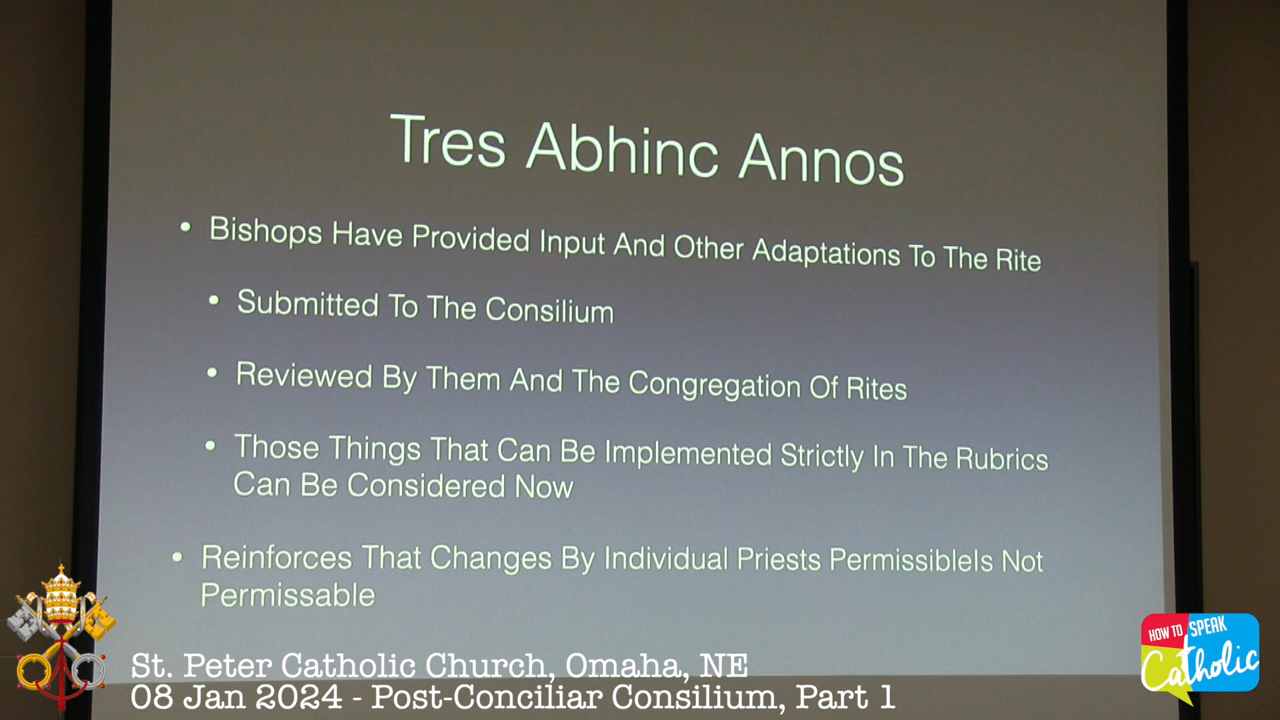 Tres Abhinc Annos
• Bishops Have Provided Input And Other Adaptations To The Rite
• Submitted To The Consilium
• Reviewed By Them And The Congregation Of Rites
• Those Things That Can Be Implemented Strictly In The Rubrics
Can Be Considered Now
• Reinforces That Changes By Individual Priests PermissibleIs Not
Permissable
St. Peter Catholic Church, Omaha, NE
08 Jan 2024 - Post-Conciliar Consilium, Part 1
HOW TO SPEAK
Catholic